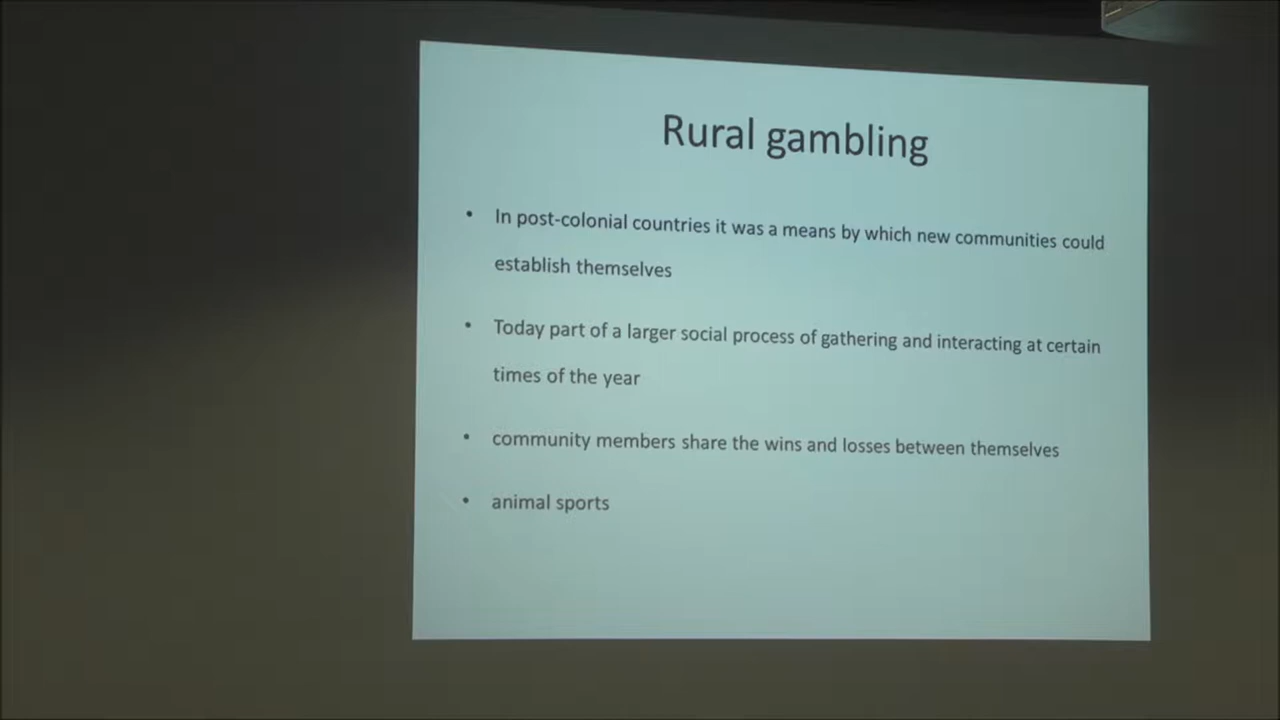 Rural gambling
• In post-colonial countries it was a means by which new communities could
establish themselves
• Today part of a larger social process of gathering and interacting at certain
times of the year
• community members share the wins and losses between themselves
• animal sports